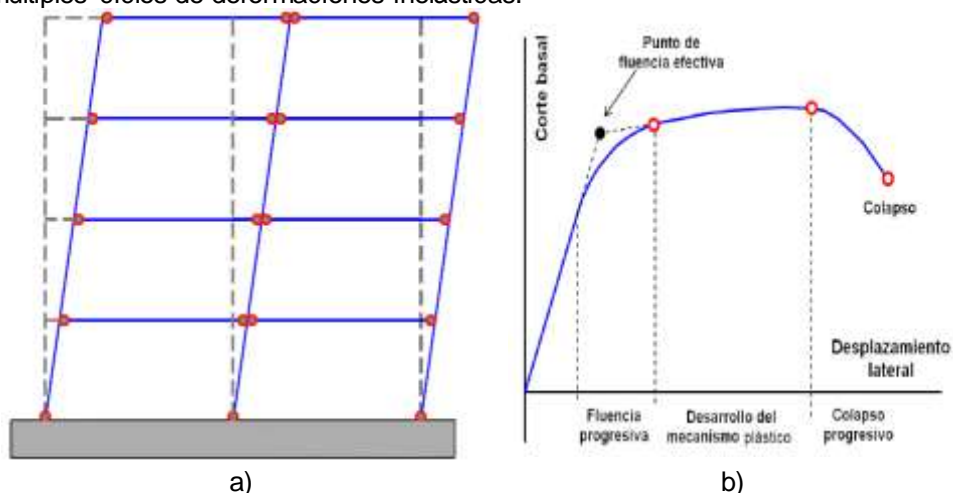 múltiples ciclos de deformaciones inelásticas.
Punto de
fluencia efectiva
Corte basal
Colapso
Desplazamiento
lateral
Fluencia
progresiva
Desarrollo del
mecanismo plástico
Colapso
progresivo
a)
b)